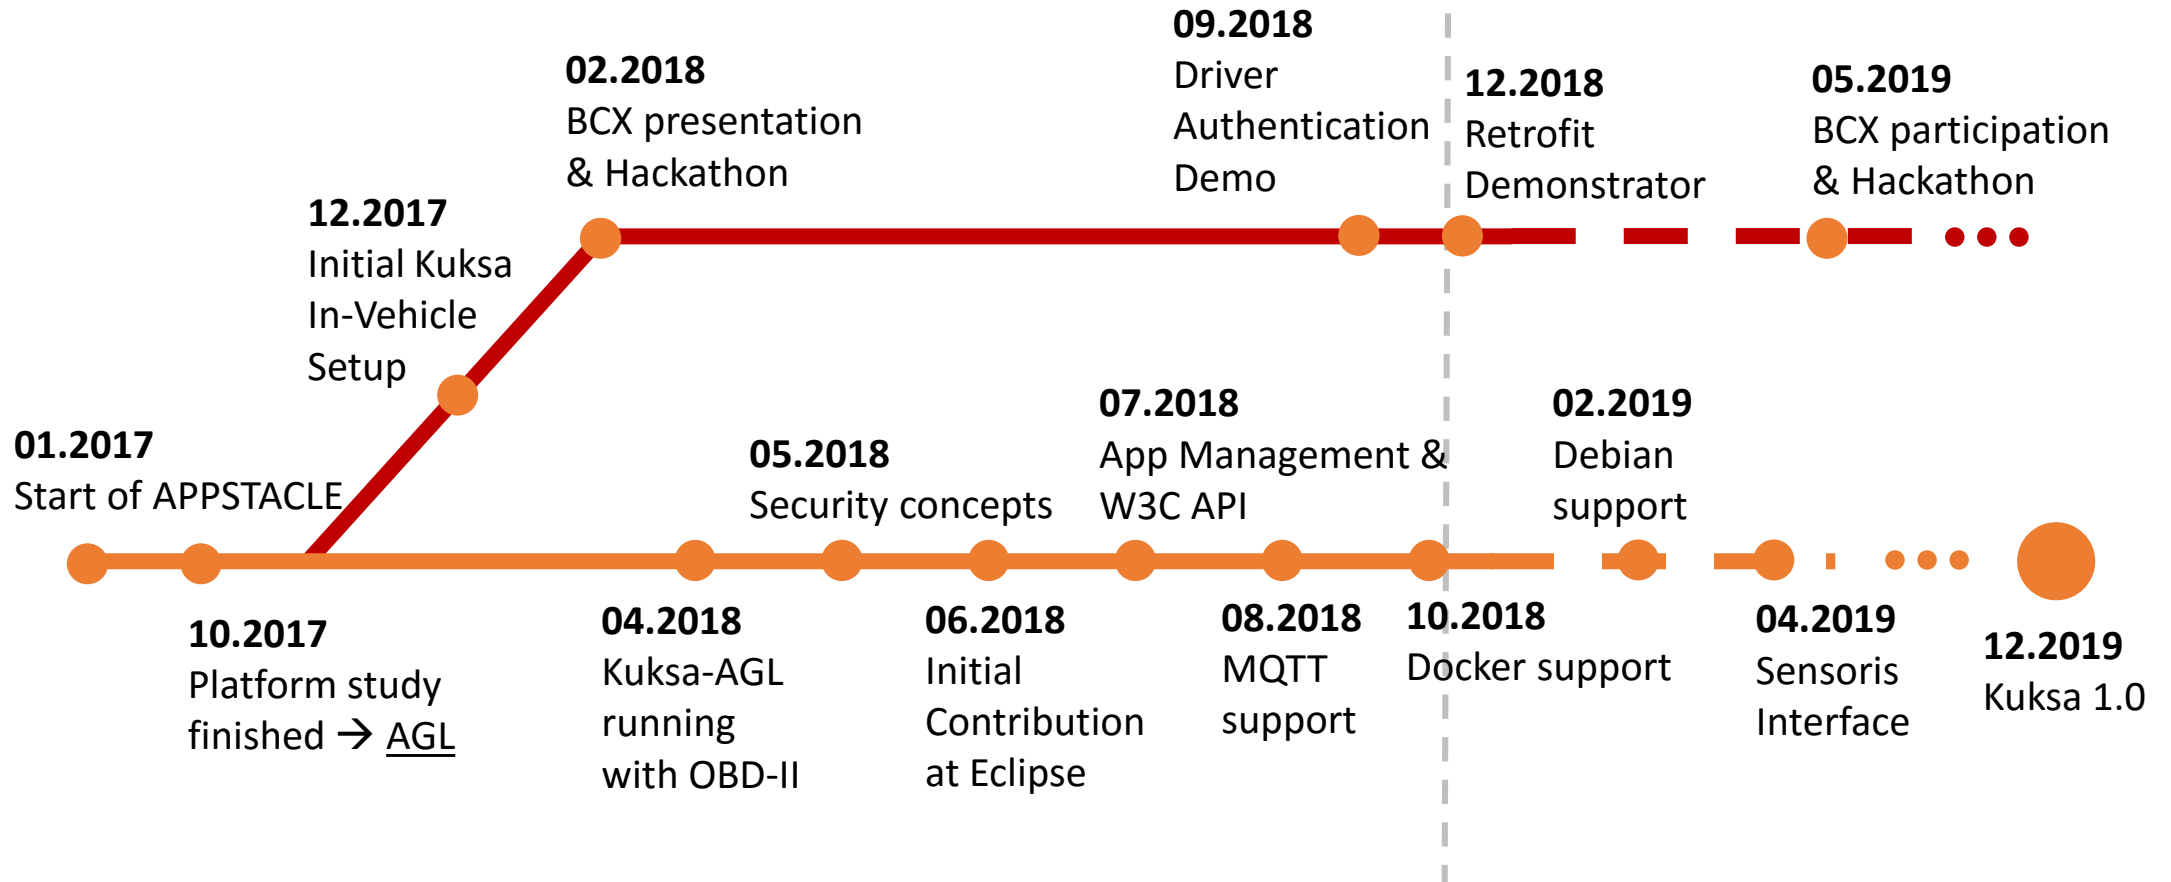 09.2018
Driver
Authentication
Demo
02.2018
BCX presentation
& Hackathon
12.2018
Retrofit
Demonstrator
05.2019
BCX participation
& Hackathon
12.2017
Initial Kuksa
In-Vehicle
Setup
01.2017
Start of APPSTACLE
05.2018
Security concepts
07.2018
App Management &
W3C API
02.2019
Debian
support
10.2017
Platform study
finished → AGL
04.2018
Kuksa-AGL
running
with OBD-II
06.2018
Initial
Contribution
at Eclipse
08.2018
MQTT
support
10.2018
Docker support
04.2019
Sensoris
Interface
12.2019
Kuksa 1.0